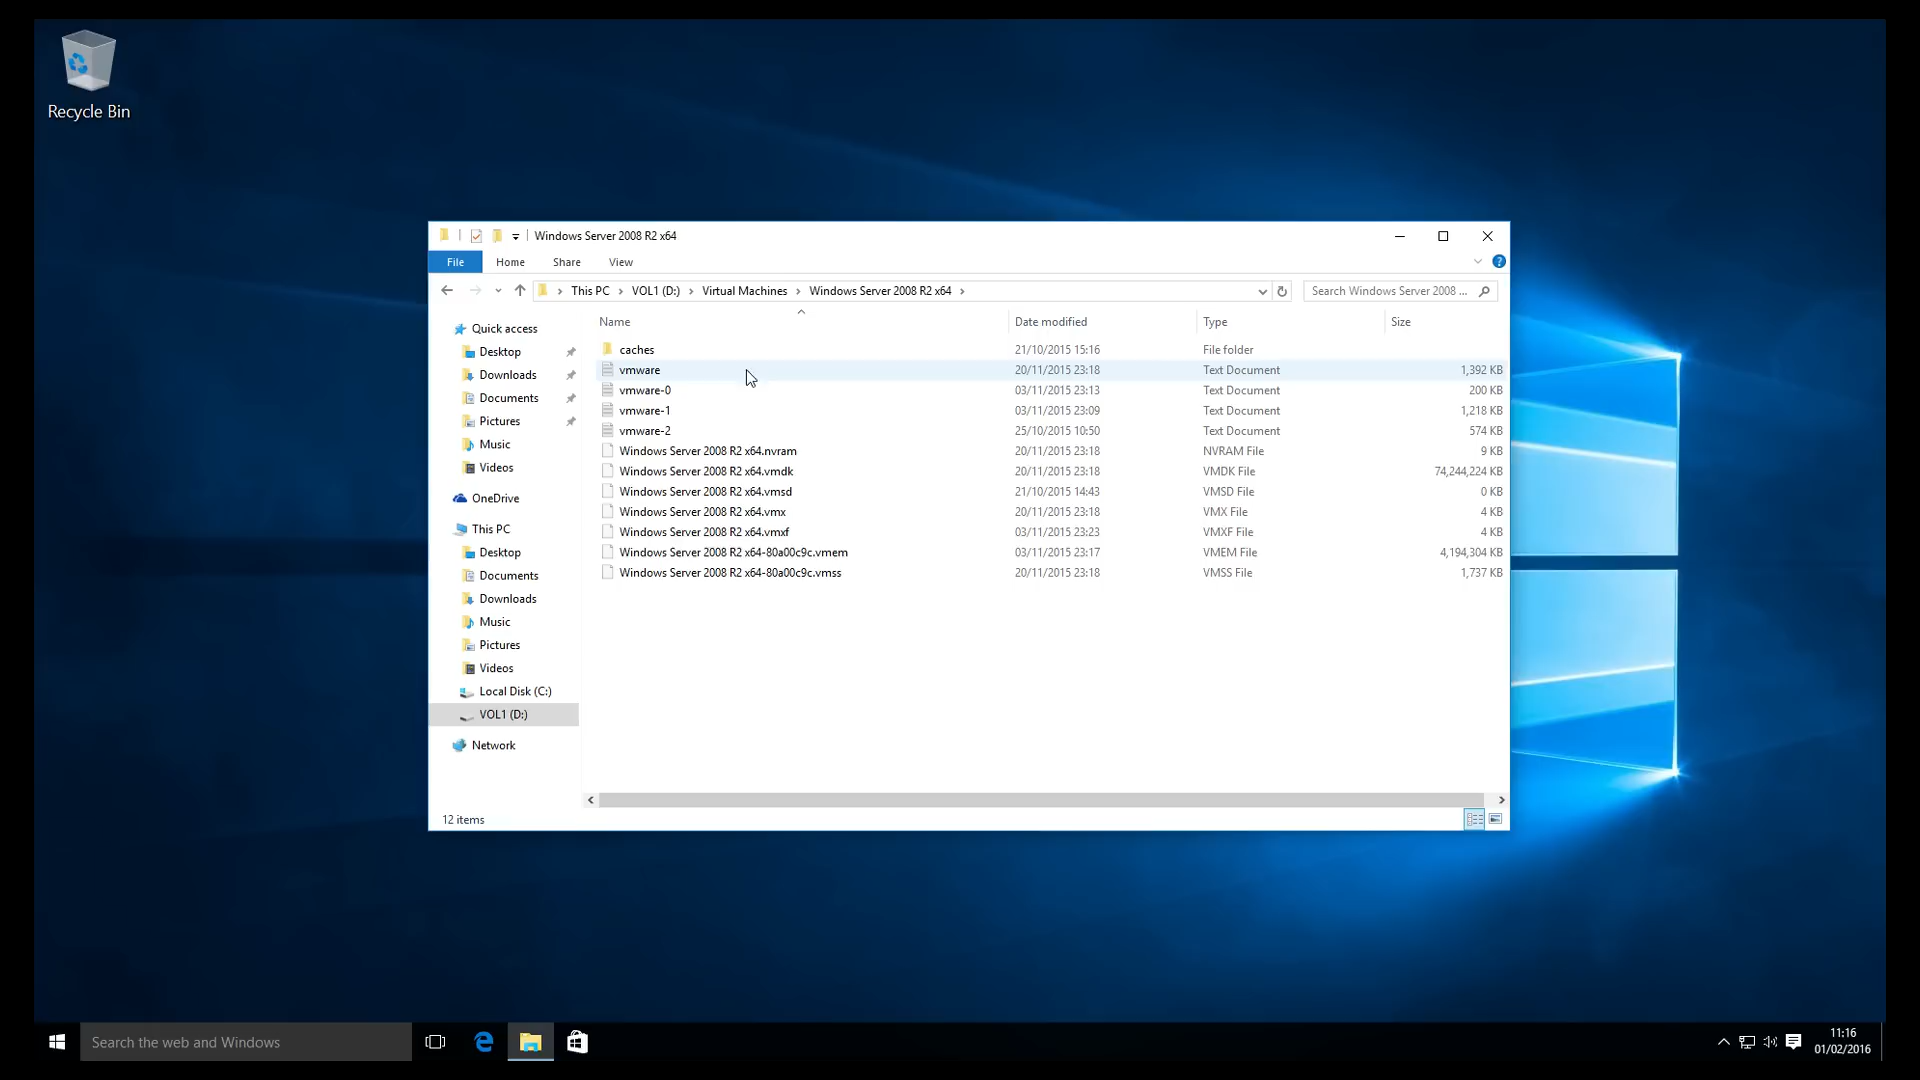 Recycle Bin
Windows Server 2008 R2 x64
File Home Share View
This PC VOL1 (D:) Virtual Machines Windows Server 2008 R2 x64
Search Windows Server 2008 ...
Quick access
Desktop
Downloads
Documents
Pictures
Music
Videos
OneDrive
This PC
Desktop
Documents
Downloads
Music
Pictures
Videos
Local Disk (C:)
VOL1 (D:)
Network
Name Date modified Type Size
caches 21/10/2015 15:16 File folder
vmware 20/11/2015 23:18 Text Document 1,392 KB
vmware-0 03/11/2015 23:13 Text Document 200 KB
vmware-1 03/11/2015 23:09 Text Document 1,218 KB
vmware-2 25/10/2015 10:50 Text Document 574 KB
Windows Server 2008 R2 x64.nvram 20/11/2015 23:18 NVRAM File 9 KB
Windows Server 2008 R2 x64.vmdk 20/11/2015 23:18 VMDK File 74,244,224 KB
Windows Server 2008 R2 x64.vmsd 21/10/2015 14:43 VMSD File 0 KB
Windows Server 2008 R2 x64.vmx 20/11/2015 23:18 VMX File 4 KB
Windows Server 2008 R2 x64.vmxf 03/11/2015 23:23 VMXF File 4 KB
Windows Server 2008 R2 x64-80a00c9c.vmem 03/11/2015 23:17 VMEM File 4,194,304 KB
Windows Server 2008 R2 x64-80a00c9c.vmss 20/11/2015 23:18 VMSS File 1,737 KB
12 items
Search the web and Windows
11:16
01/02/2016